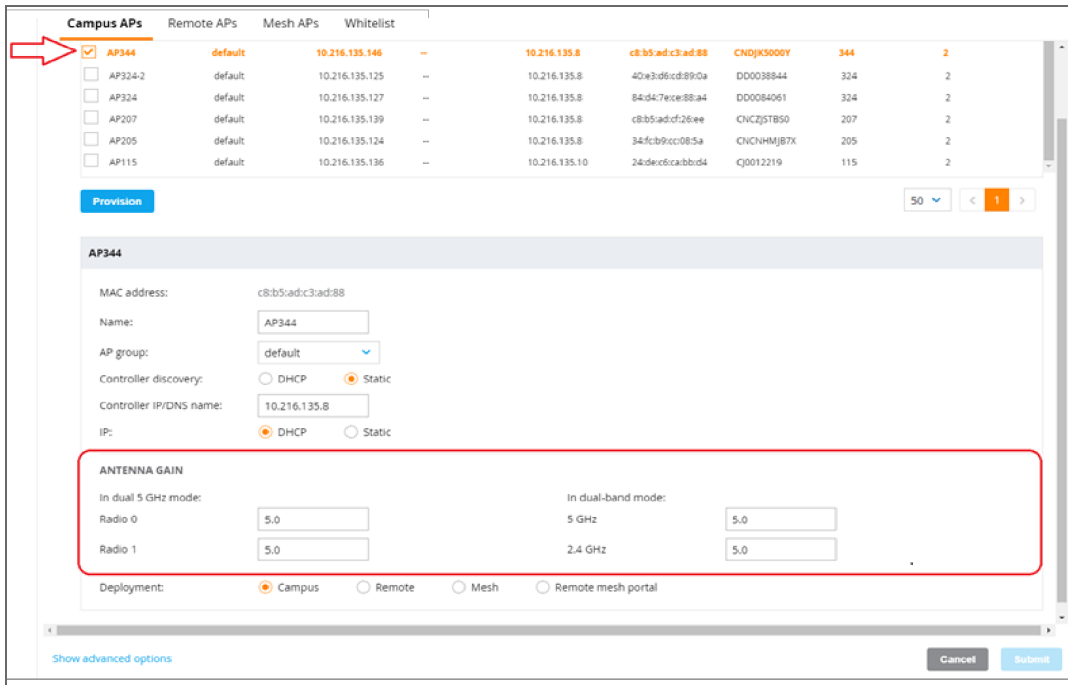 Campus APs Remote APs Mesh APs Whitelist
AP344 default 10.216.135.146 -- 10.216.135.8 c8:b5:ad:c3:ad:88 CNDJK5000Y 344 2
AP324-2 default 10.216.135.125 -- 10.216.135.8 40:e3:d6:cd:89:0a DD0038844 324 2
AP324 default 10.216.135.127 -- 10.216.135.8 84:d4:7e:ce:88:a4 DD0084061 324 2
AP207 default 10.216.135.139 -- 10.216.135.8 c8:b5:ad:cf:26:ee CNCZJSTBS0 207 2
AP205 default 10.216.135.124 -- 10.216.135.8 34:fc:b9:cc:08:5a CNCNHMJB7X 205 2
AP115 default 10.216.135.136 -- 10.216.135.10 24:de:c6:ca:bb:d4 CJ0012219 115 2
Provision 50 < 1 >
AP344
MAC address: c8:b5:ad:c3:ad:88
Name: AP344
AP group: default
Controller discovery: DHCP Static
Controller IP/DNS name: 10.216.135.8
IP: DHCP Static
ANTENNA GAIN
In dual 5 GHz mode: In dual-band mode:
Radio 0 5.0 5 GHz 5.0
Radio 1 5.0 2.4 GHz 5.0
Deployment: Campus Remote Mesh Remote mesh portal
Show advanced options Cancel Submit